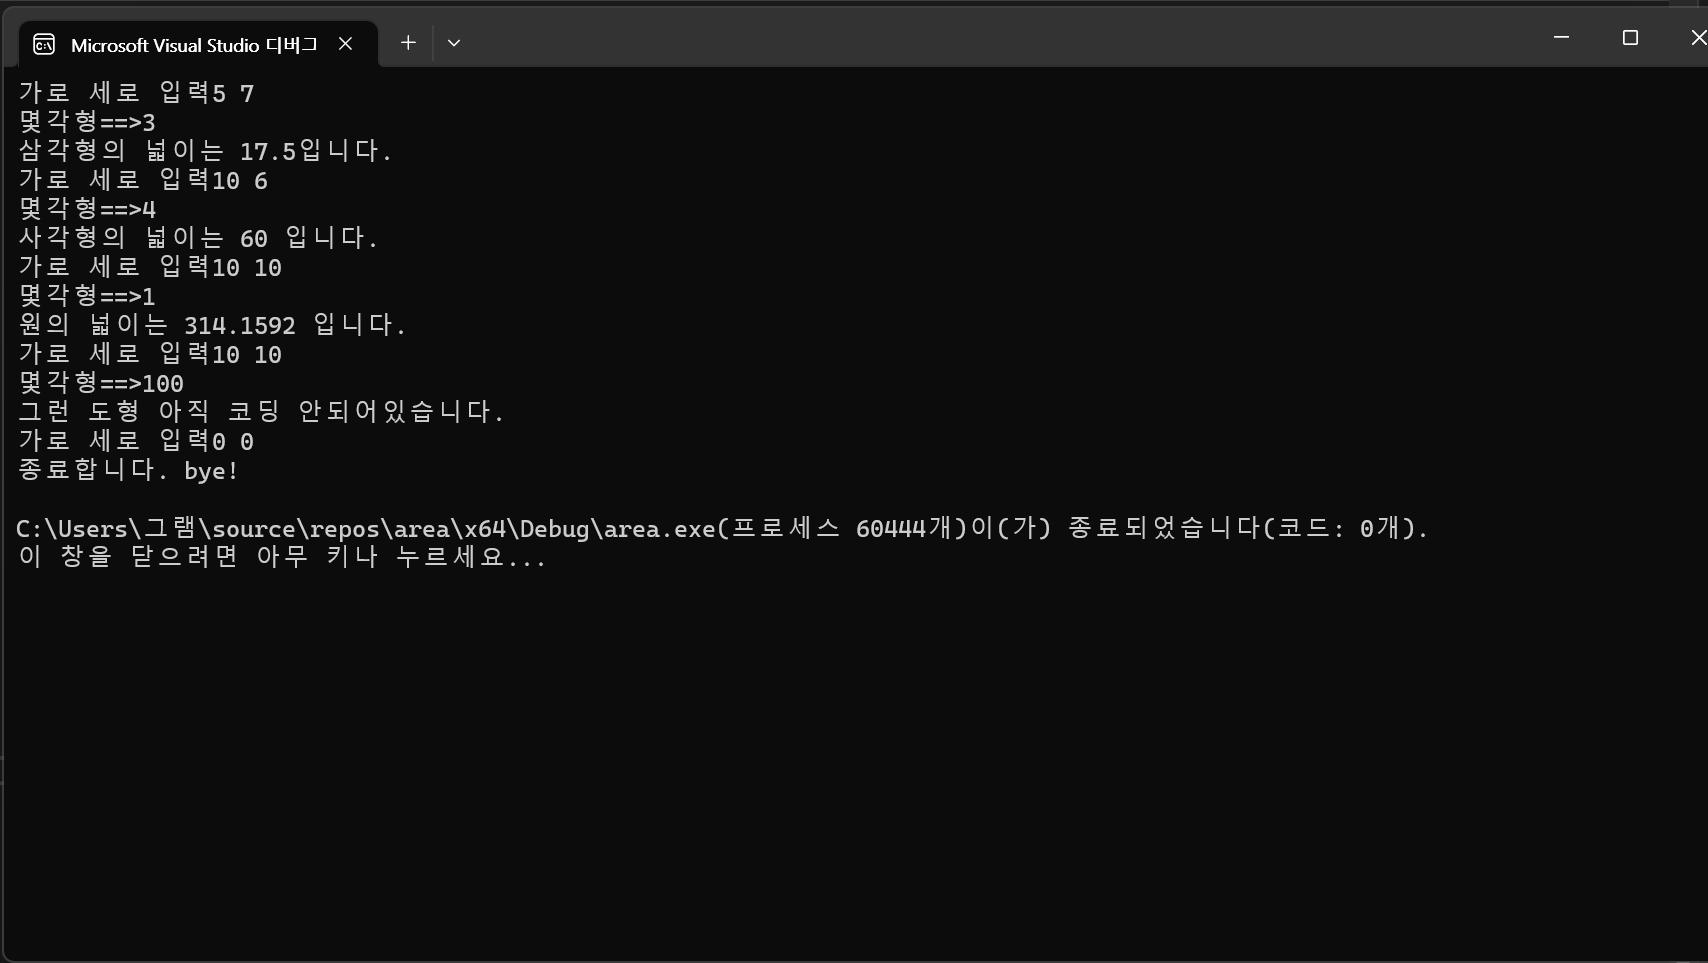 Microsoft Visual Studio 디버그
가로 세로 입력5 7
몇각형==>3
삼각형의 넓이는 17.5입니다.
가로 세로 입력10 6
몇각형==>4
사각형의 넓이는 60 입니다.
가로 세로 입력10 10
몇각형==>1
원의 넓이는 314.1592 입니다.
가로 세로 입력10 10
몇각형==>100
그런 도형 아직 코딩 안되어있습니다.
가로 세로 입력0 0
종료합니다. bye!
C:\Users\그램\source\repos\area\x64\Debug\area.exe(프로세스 60444개)이(가) 종료되었습니다(코드: 0개).
이 창을 닫으려면 아무 키나 누르세요...